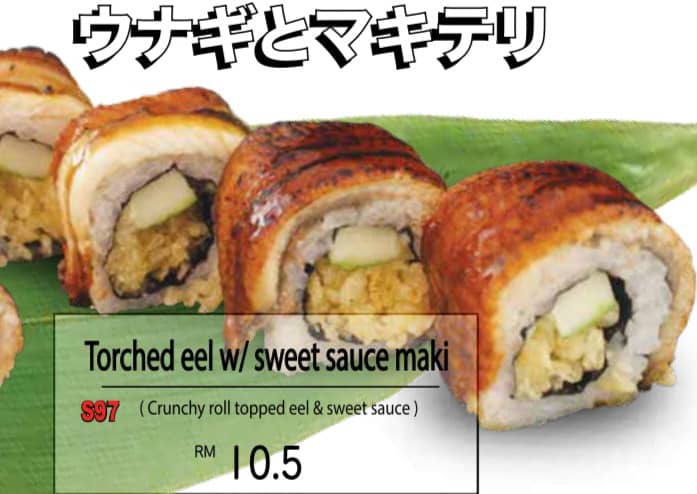 ウナギとマキテリ
Torched eel w/ sweet sauce maki
S97 ( Crunchy roll topped eel & sweet sauce )
RM 10.5